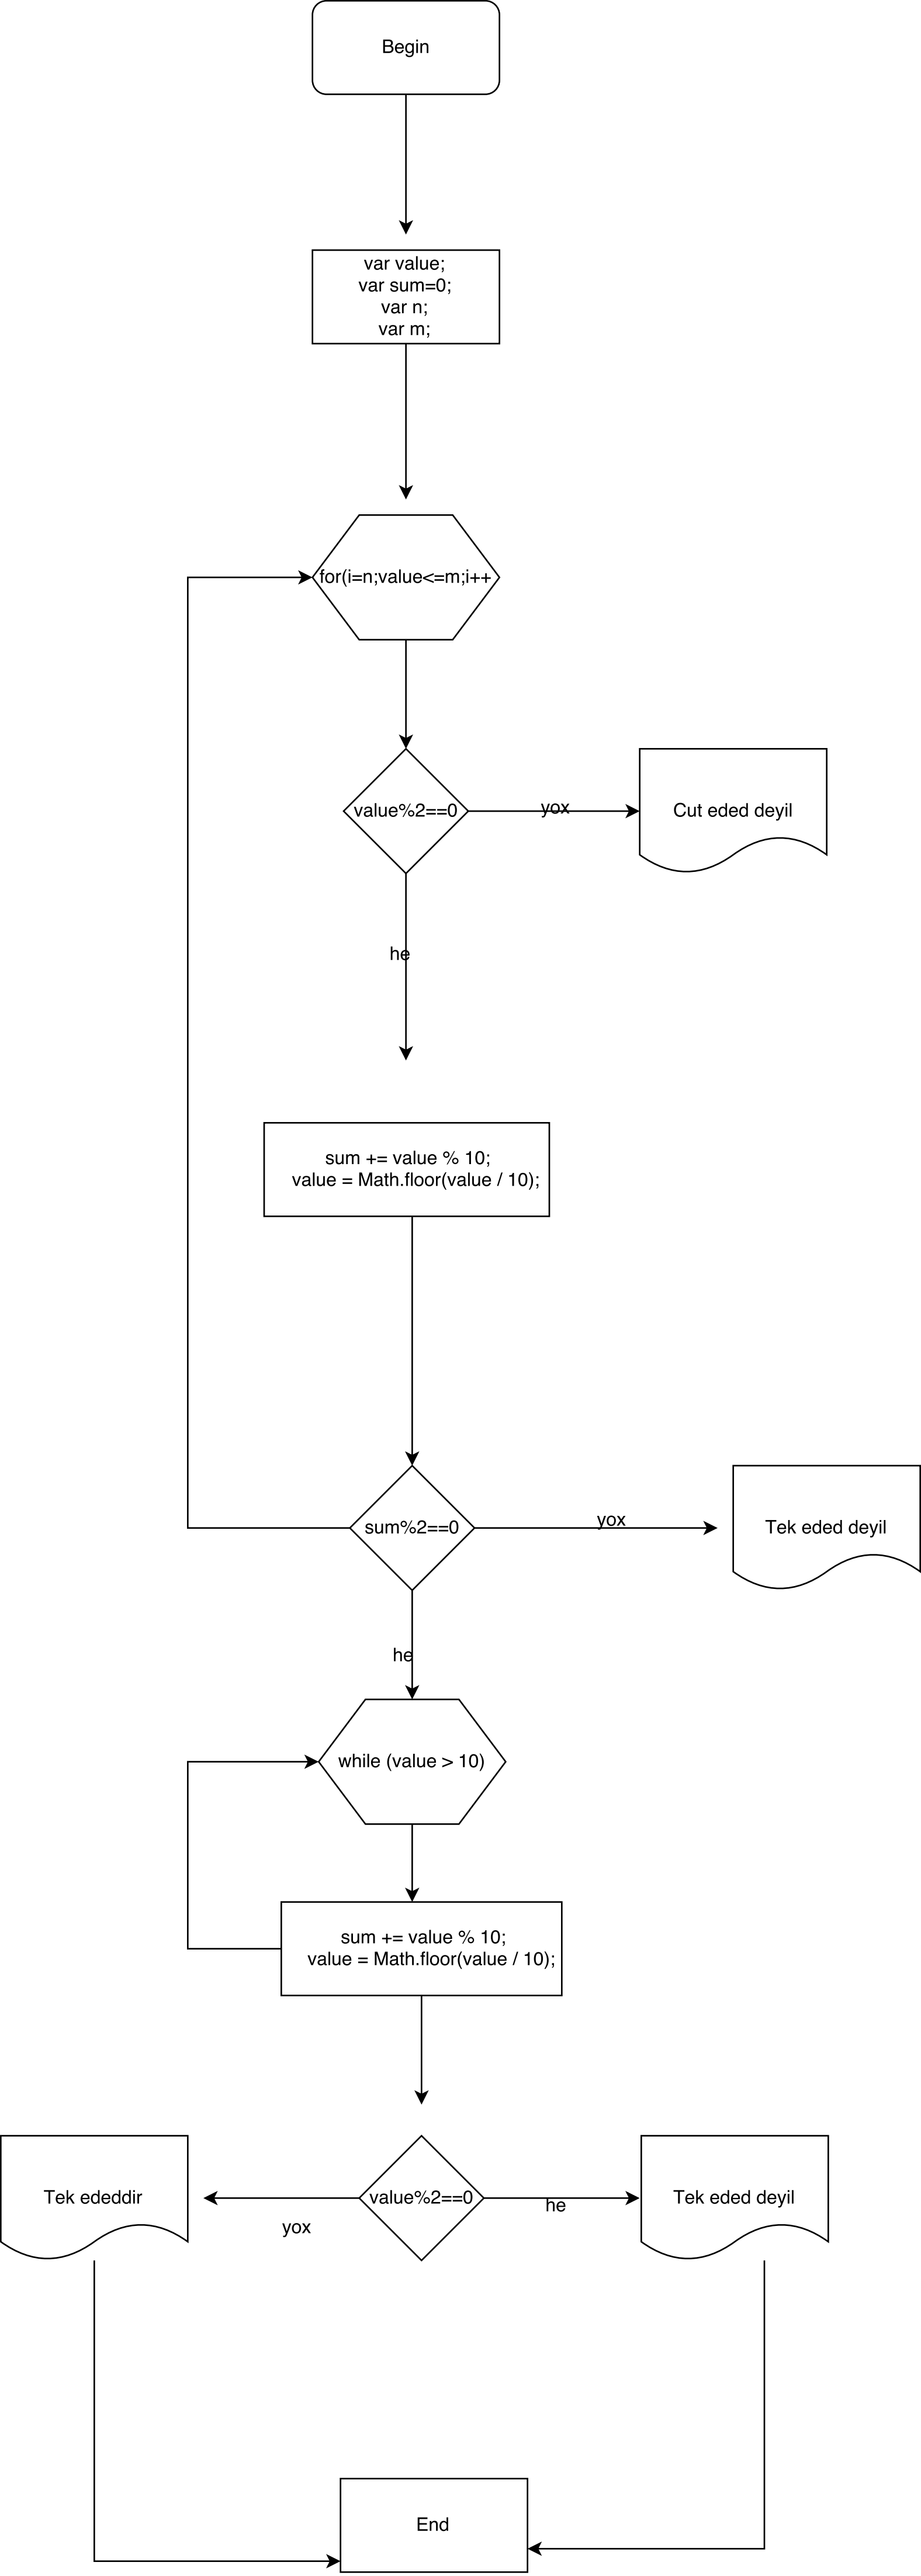 Begin
var value;
var sum=0;
var n;
var m;
for(i=n;value<=m;i++
value%2==0
yox
Cut eded deyil
he
sum += value % 10;
value = Math.floor(value / 10);
sum%2==0
yox
Tek eded deyil
he
while (value > 10)
sum += value % 10;
value = Math.floor(value / 10);
Tek ededdir
yox
value%2==0
he
Tek eded deyil
End